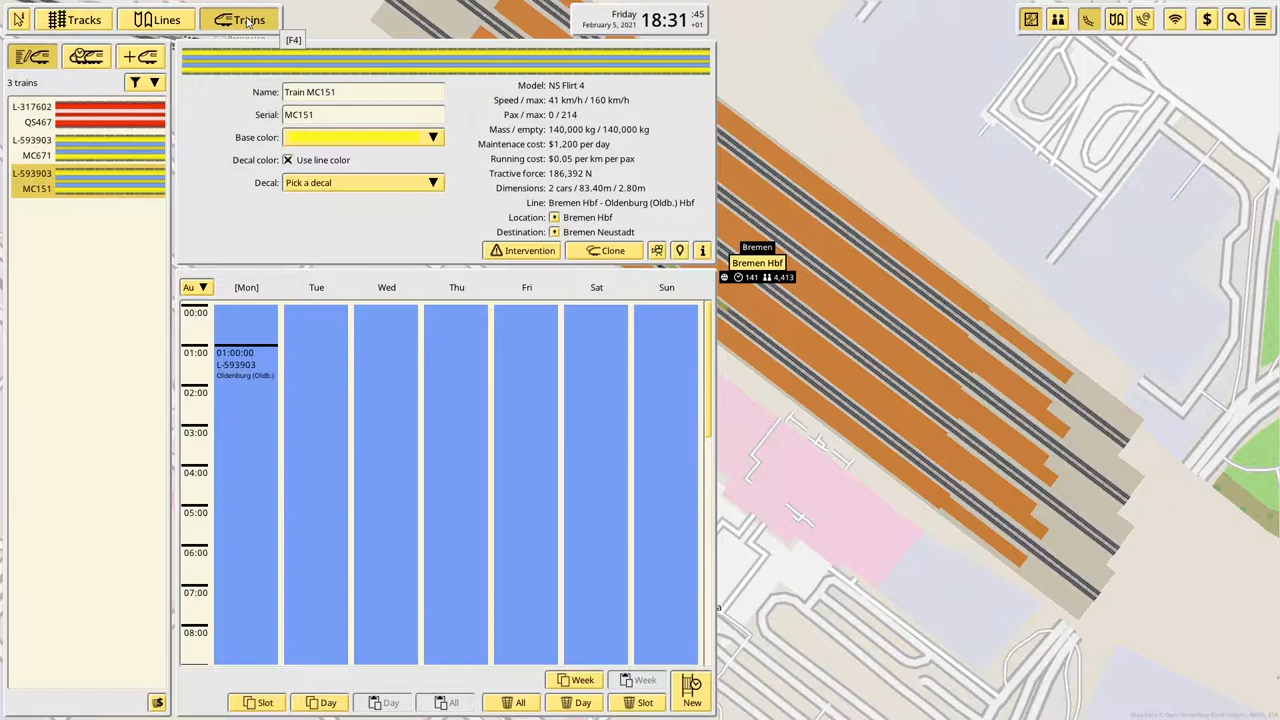 Tracks
Lines
Trains
Friday
February 5, 2021
18:31 :45
+01
$
[F4]
3 trains
L-317602
QS467
L-593903
MC671
L-593903
MC151
Name: Train MC151
Serial: MC151
Base color:
Decal color: Use line color
Decal: Pick a decal
Model: NS Flirt 4
Speed / max: 41 km/h / 160 km/h
Pax / max: 0 / 214
Mass / empty: 140,000 kg / 140,000 kg
Maintenace cost: $1,200 per day
Running cost: $0.05 per km per pax
Tractive force: 186,392 N
Dimensions: 2 cars / 83.40m / 2.80m
Line: Bremen Hbf - Oldenburg (Oldb.) Hbf
Location: Bremen Hbf
Destination: Bremen Neustadt
Intervention
Clone
Bremen
Bremen Hbf
141 4,413
Au
[Mon] Tue Wed Thu Fri Sat Sun
00:00
01:00
02:00
03:00
04:00
05:00
06:00
07:00
08:00
01:00:00
L-593903
Oldenburg (Oldb.)
Week
Week
Slot
Day
Day
All
All
Day
Slot
New